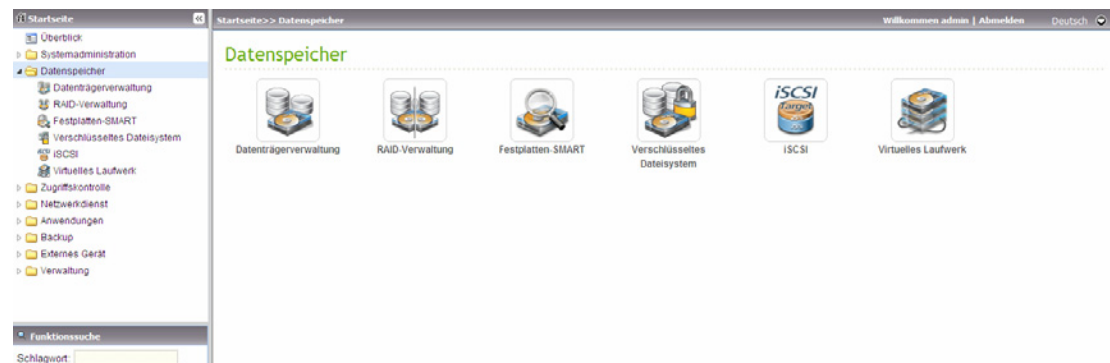 Startseite
Startseite>> Datenspeicher
Willkommen admin | Abmelden
Deutsch
Überblick
Systemadministration
Datenspeicher
Datenträgerverwaltung
RAID-Verwaltung
Festplatten-SMART
Verschlüsseltes Dateisystem
iSCSI
Virtuelles Laufwerk
Zugriffskontrolle
Netzwerkdienst
Anwendungen
Backup
Externes Gerät
Verwaltung
Funktionssuche
Schlagwort:
Datenspeicher
iSCSI
Target
Datenträgerverwaltung
RAID-Verwaltung
Festplatten-SMART
Verschlüsseltes
Dateisystem
iSCSI
Virtuelles Laufwerk